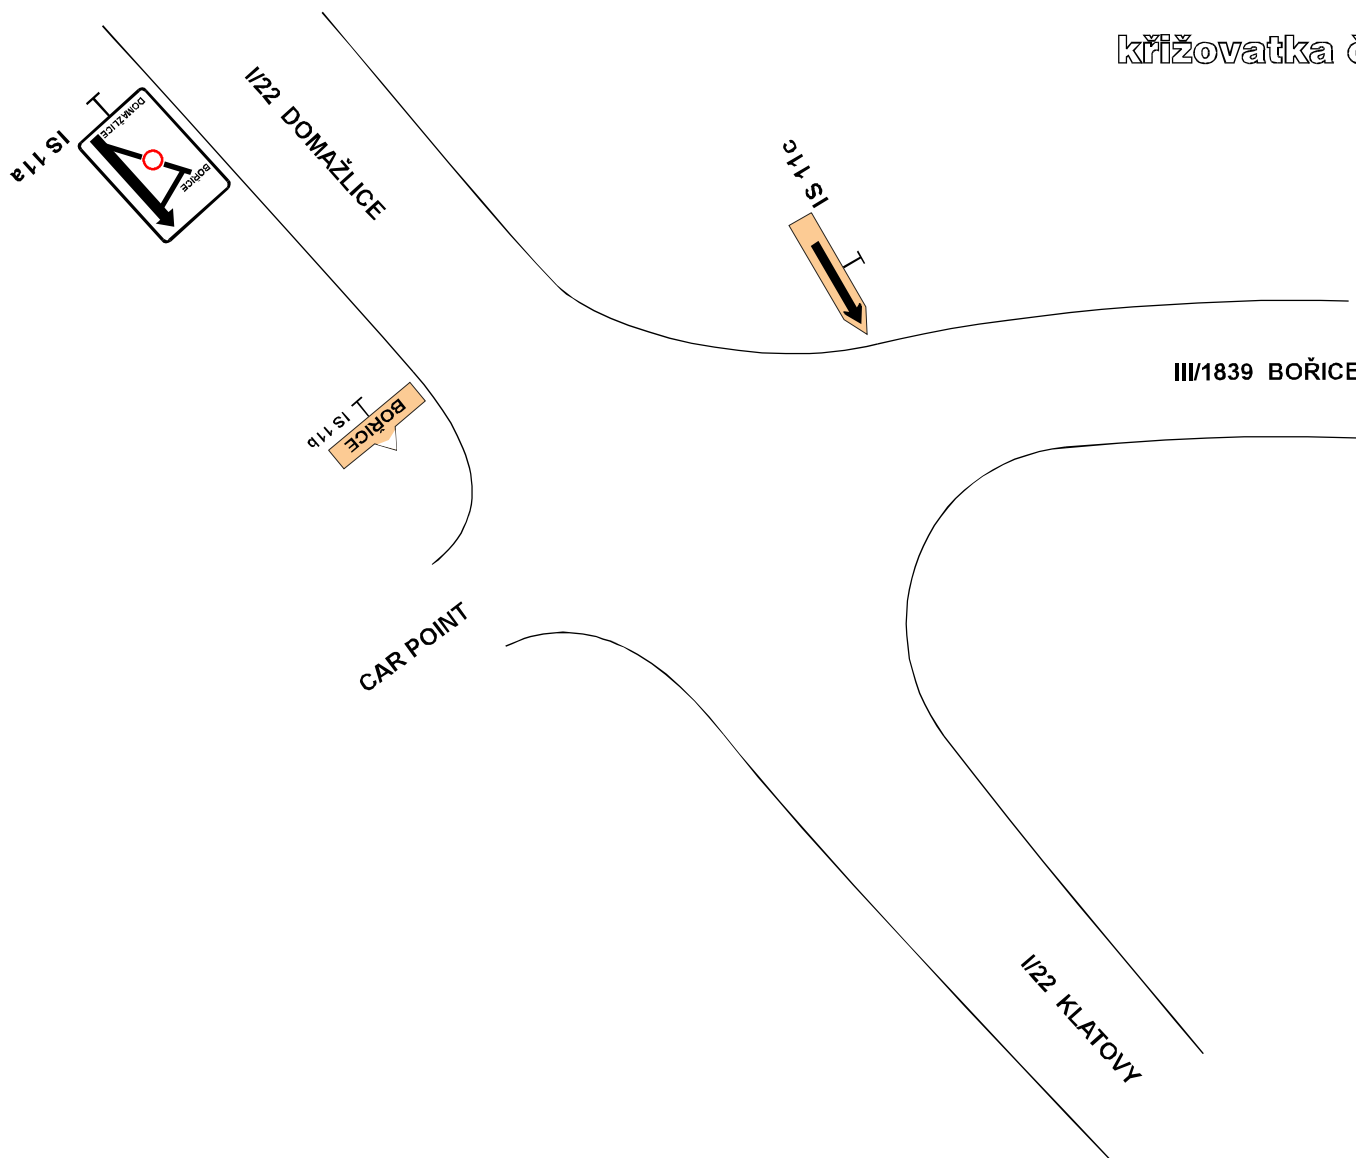 křižovatka č
I/22 DOMAŽLICE
IS 11a
DOMAŽLICE
BOŘICE
IS 11c
III/1839 BOŘICE
IS 11b
BOŘICE
CAR POINT
I/22 KLATOVY